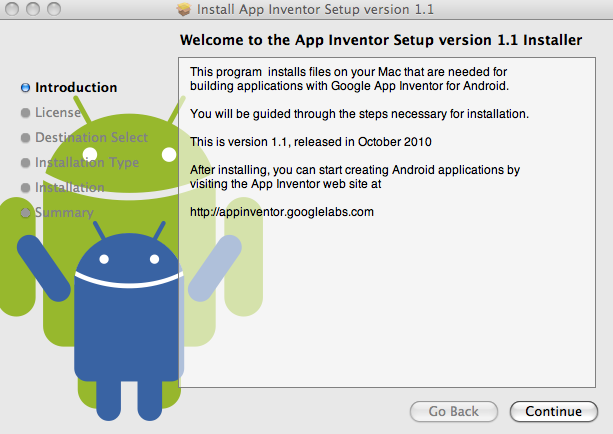 Install App Inventor Setup version 1.1
Welcome to the App Inventor Setup version 1.1 Installer
Introduction
License
Destination Select
Installation Type
Installation
Summary
This program installs files on your Mac that are needed for
building applications with Google App Inventor for Android.
You will be guided through the steps necessary for installation.
This is version 1.1, released in October 2010
After installing, you can start creating Android applications by
visiting the App Inventor web site at
http://appinventor.googlelabs.com
Go Back
Continue